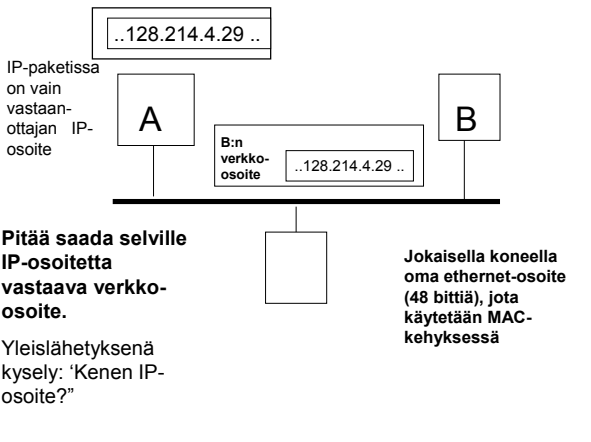 ..128.214.4.29 ..
IP-paketissa
on vain
vastaan-
ottajan IP-
osoite
A
B
B:n
verkko-
osoite
..128.214.4.29 ..
Pitää saada selville
IP-osoitetta
vastaava verkko-
osoite.
Yleislähetyksenä
kysely: ‘Kenen IP-
osoite?”
Jokaisella koneella
oma ethernet-osoite
(48 bittiä), jota
käytetään MAC-
kehyksessä